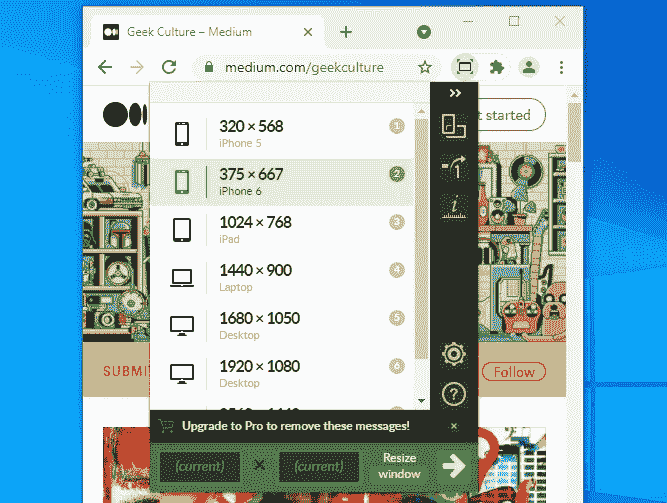 Geek Culture – Medium
medium.com/geekculture
t started
320 × 568
1
iPhone 5
375 × 667
2
iPhone 6
1024 × 768
3
iPad
1440 × 900
4
Laptop
1680 × 1050
5
Desktop
1920 × 1080
6
Desktop
SUBMI
Follow
Upgrade to Pro to remove these messages!
(current) × (current)
Resize
window